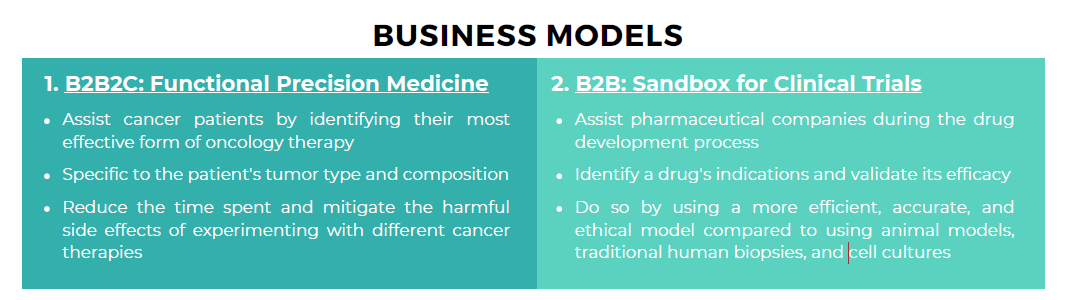 BUSINESS MODELS
1. B2B2C: Functional Precision Medicine
• Assist cancer patients by identifying their most
effective form of oncology therapy
• Specific to the patient's tumor type and composition
• Reduce the time spent and mitigate the harmful
side effects of experimenting with different cancer
therapies
2. B2B: Sandbox for Clinical Trials
• Assist pharmaceutical companies during the drug
development process
• Identify a drug's indications and validate its efficacy
• Do so by using a more efficient, accurate, and
ethical model compared to using animal models,
traditional human biopsies, and cell cultures